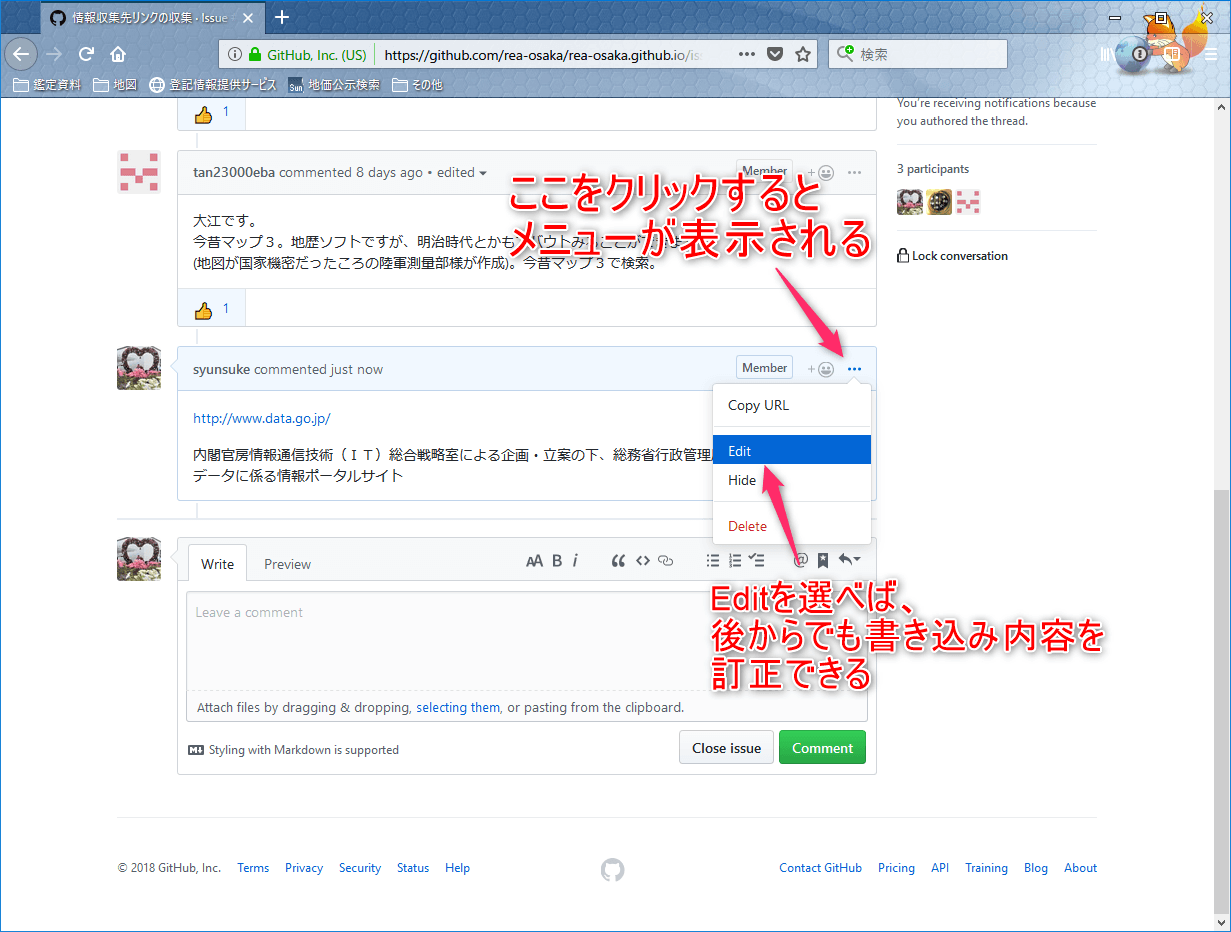 情報収集先リンクの収集 · Issue
GitHub, Inc. (US)
https://github.com/rea-osaka/rea-osaka.github.io/is
検索
鑑定資料
地図
登記情報提供サービス
Sun
地価公示検索
その他
1
You're receiving notifications because
you authored the thread.
tan23000eba commented 8 days ago • edited
Member
3 participants
ここをクリックすると
メニューが表示される
大江です。
今昔マップ３。地歴ソフトですが、明治時代とかも
(地図が国家機密だったころの陸軍測量部様が作成)。今昔マップ３で検索。
Lock conversation
1
syunsuke commented just now
Member
Copy URL
http://www.data.go.jp/
Edit
内閣官房情報通信技術（ＩＴ）総合戦略室による企画・立案の下、総務省行政管理
データに係る情報ポータルサイト
Hide
Delete
Write
Preview
AA B i
Editを選べば、
後からでも書き込み内容を
訂正できる
Leave a comment
Attach files by dragging & dropping, selecting them, or pasting from the clipboard.
Styling with Markdown is supported
Close issue
Comment
© 2018 GitHub, Inc.
Terms
Privacy
Security
Status
Help
Contact GitHub
Pricing
API
Training
Blog
About